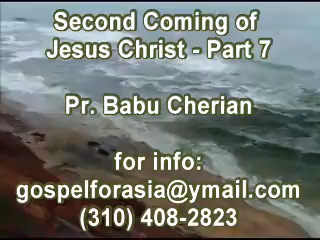 Second Coming of
Jesus Christ - Part 7
Pr. Babu Cherian
for info:
gospelforasia@ymail.com
(310) 408-2823